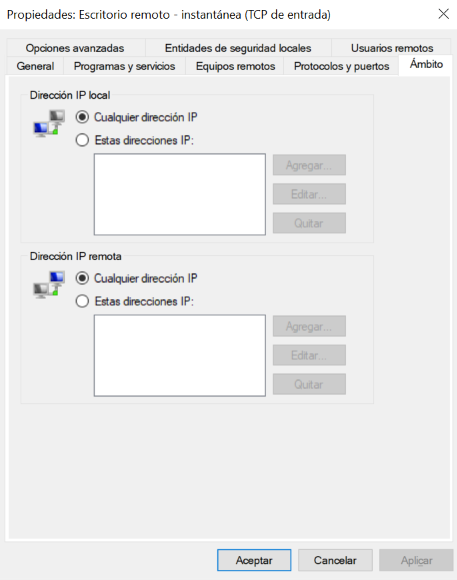 Propiedades: Escritorio remoto - instantánea (TCP de entrada)
Opciones avanzadas Entidades de seguridad locales Usuarios remotos
General Programas y servicios Equipos remotos Protocolos y puertos Ámbito
Dirección IP local
Cualquier dirección IP
Estas direcciones IP:
Agregar...
Editar...
Quitar
Dirección IP remota
Cualquier dirección IP
Estas direcciones IP:
Agregar...
Editar...
Quitar
Aceptar Cancelar Aplicar